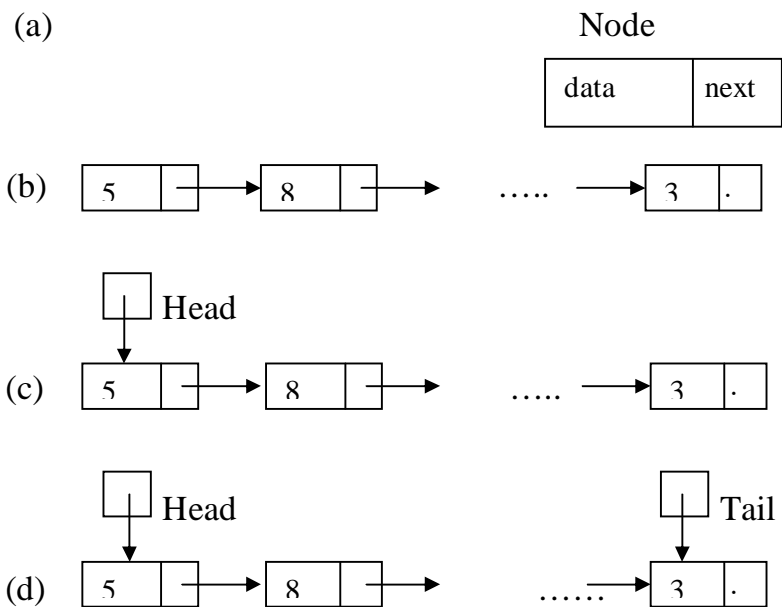 (a) Node
data next
(b) 5 8 ..... 3 .
Head
(c) 5 8 ..... 3 .
Head Tail
(d) 5 8 ...... 3 .